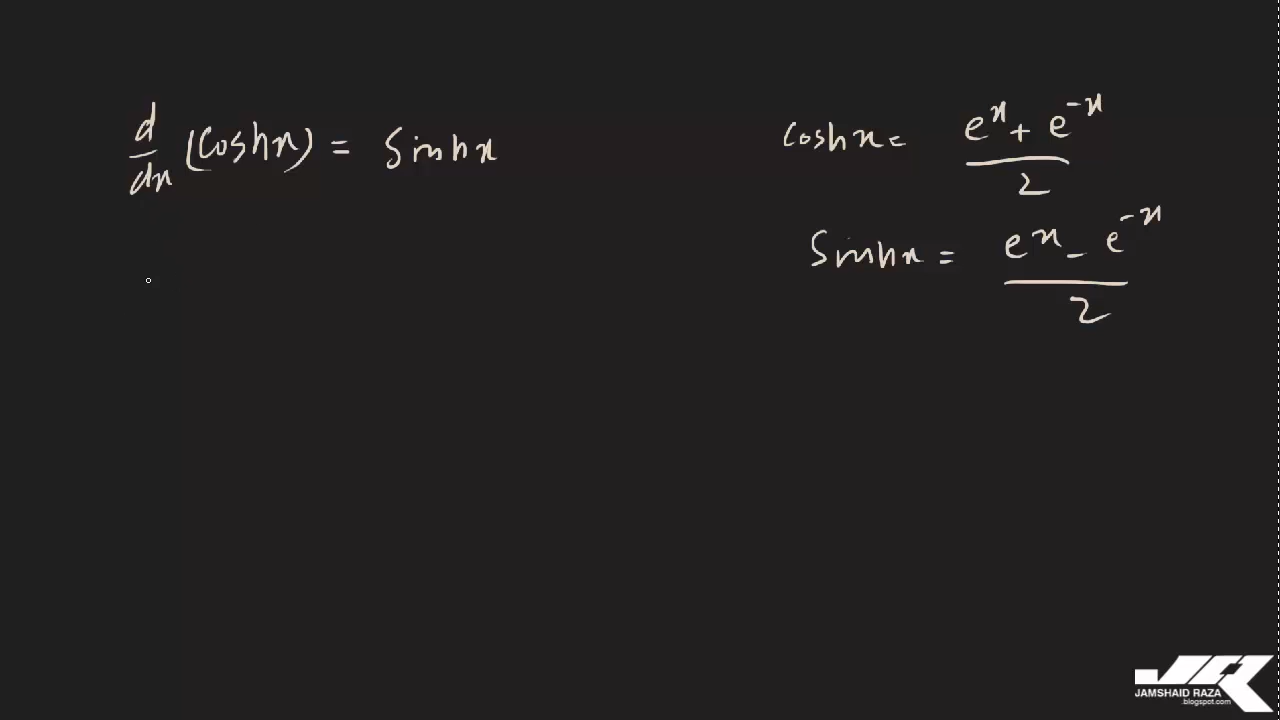 d/dx (Coshx) = Sinhx
Coshx = (e^x + e^-x)/2
Sinhx = (e^x - e^-x)/2
JAMSHAID RAZA
.blogspot.com